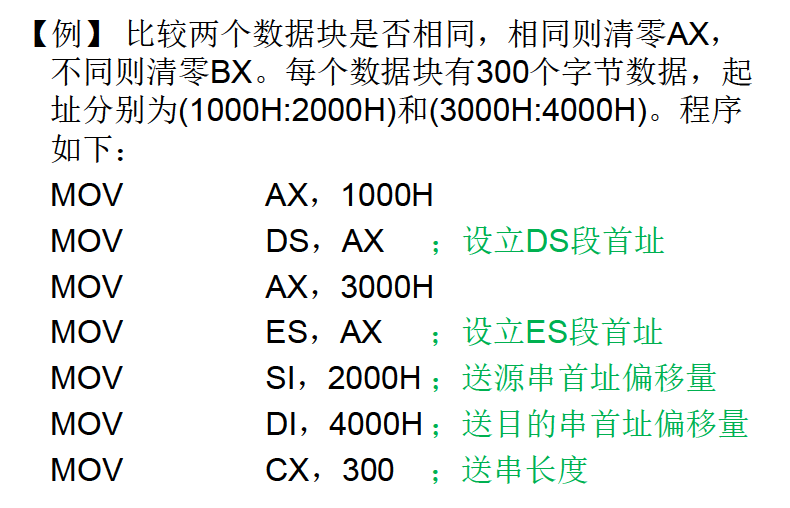 【例】 比较两个数据块是否相同，相同则清零AX，
不同则清零BX。每个数据块有300个字节数据，起
址分别为(1000H:2000H)和(3000H:4000H)。程序
如下：
MOV AX，1000H
MOV DS，AX ；设立DS段首址
MOV AX，3000H
MOV ES，AX ；设立ES段首址
MOV SI，2000H ；送源串首址偏移量
MOV DI，4000H ；送目的串首址偏移量
MOV CX，300 ；送串长度